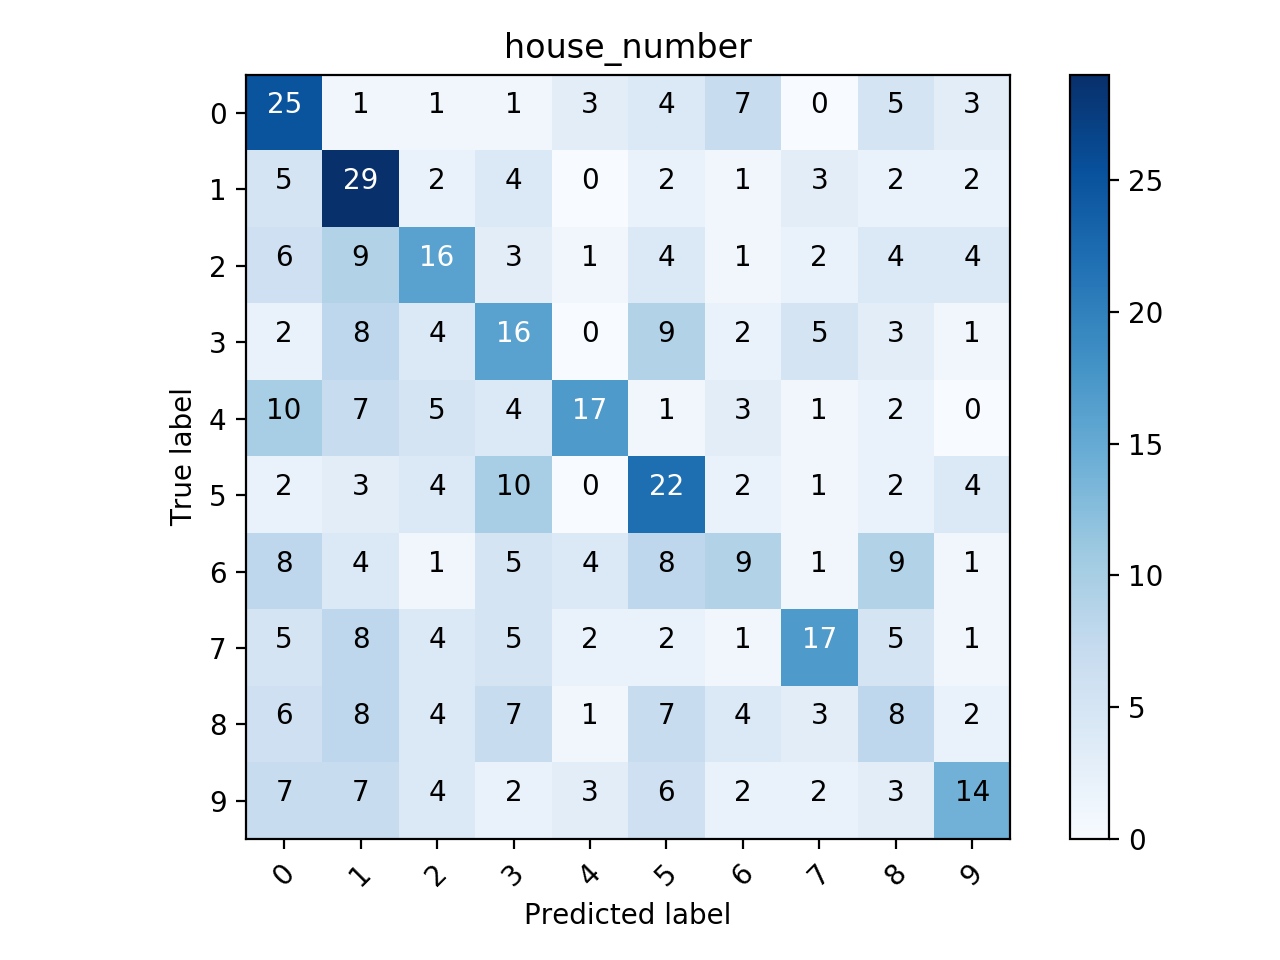 house_number
0 25 1 1 1 3 4 7 0 5 3
1 5 29 2 4 0 2 1 3 2 2
2 6 9 16 3 1 4 1 2 4 4
3 2 8 4 16 0 9 2 5 3 1
4 10 7 5 4 17 1 3 1 2 0
5 2 3 4 10 0 22 2 1 2 4
6 8 4 1 5 4 8 9 1 9 1
7 5 8 4 5 2 2 1 17 5 1
8 6 8 4 7 1 7 4 3 8 2
9 7 7 4 2 3 6 2 2 3 14
0 1 2 3 4 5 6 7 8 9
Predicted label
True label
25
20
15
10
5
0